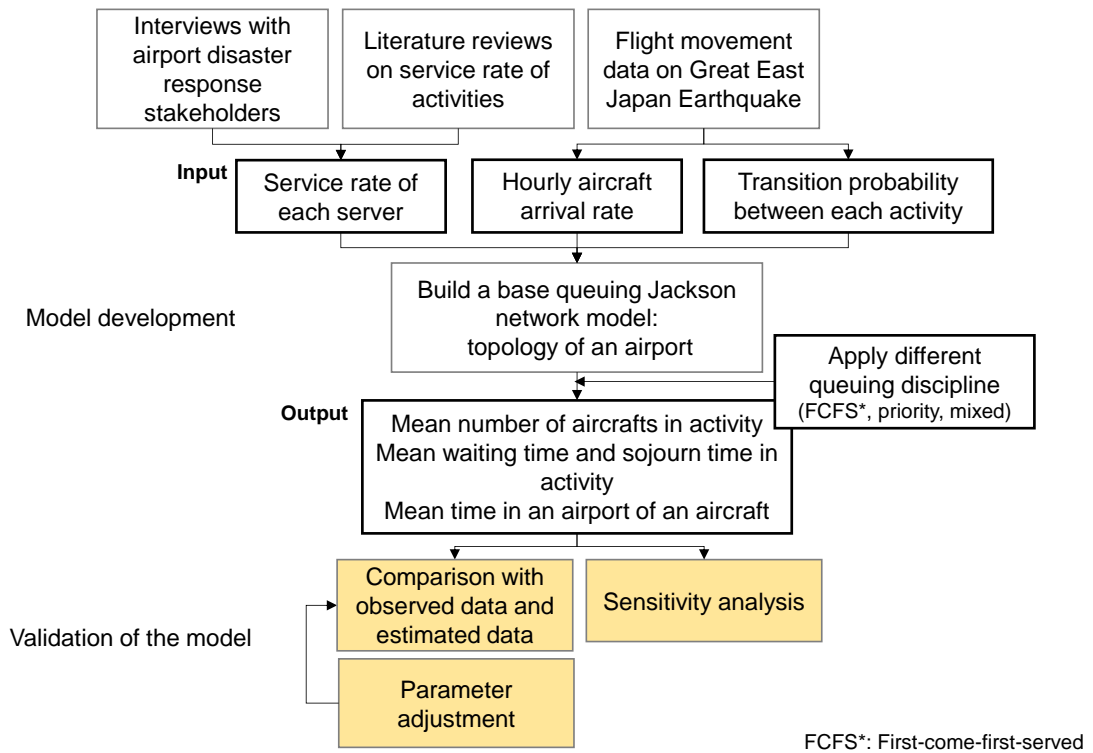 Interviews with
airport disaster
response
stakeholders
Literature reviews
on service rate of
activities
Flight movement
data on Great East
Japan Earthquake
Input
Service rate of
each server
Hourly aircraft
arrival rate
Transition probability
between each activity
Model development
Build a base queuing Jackson
network model:
topology of an airport
Apply different
queuing discipline
(FCFS*, priority, mixed)
Output
Mean number of aircrafts in activity
Mean waiting time and sojourn time in
activity
Mean time in an airport of an aircraft
Comparison with
observed data and
estimated data
Sensitivity analysis
Validation of the model
Parameter
adjustment
FCFS*: First-come-first-served